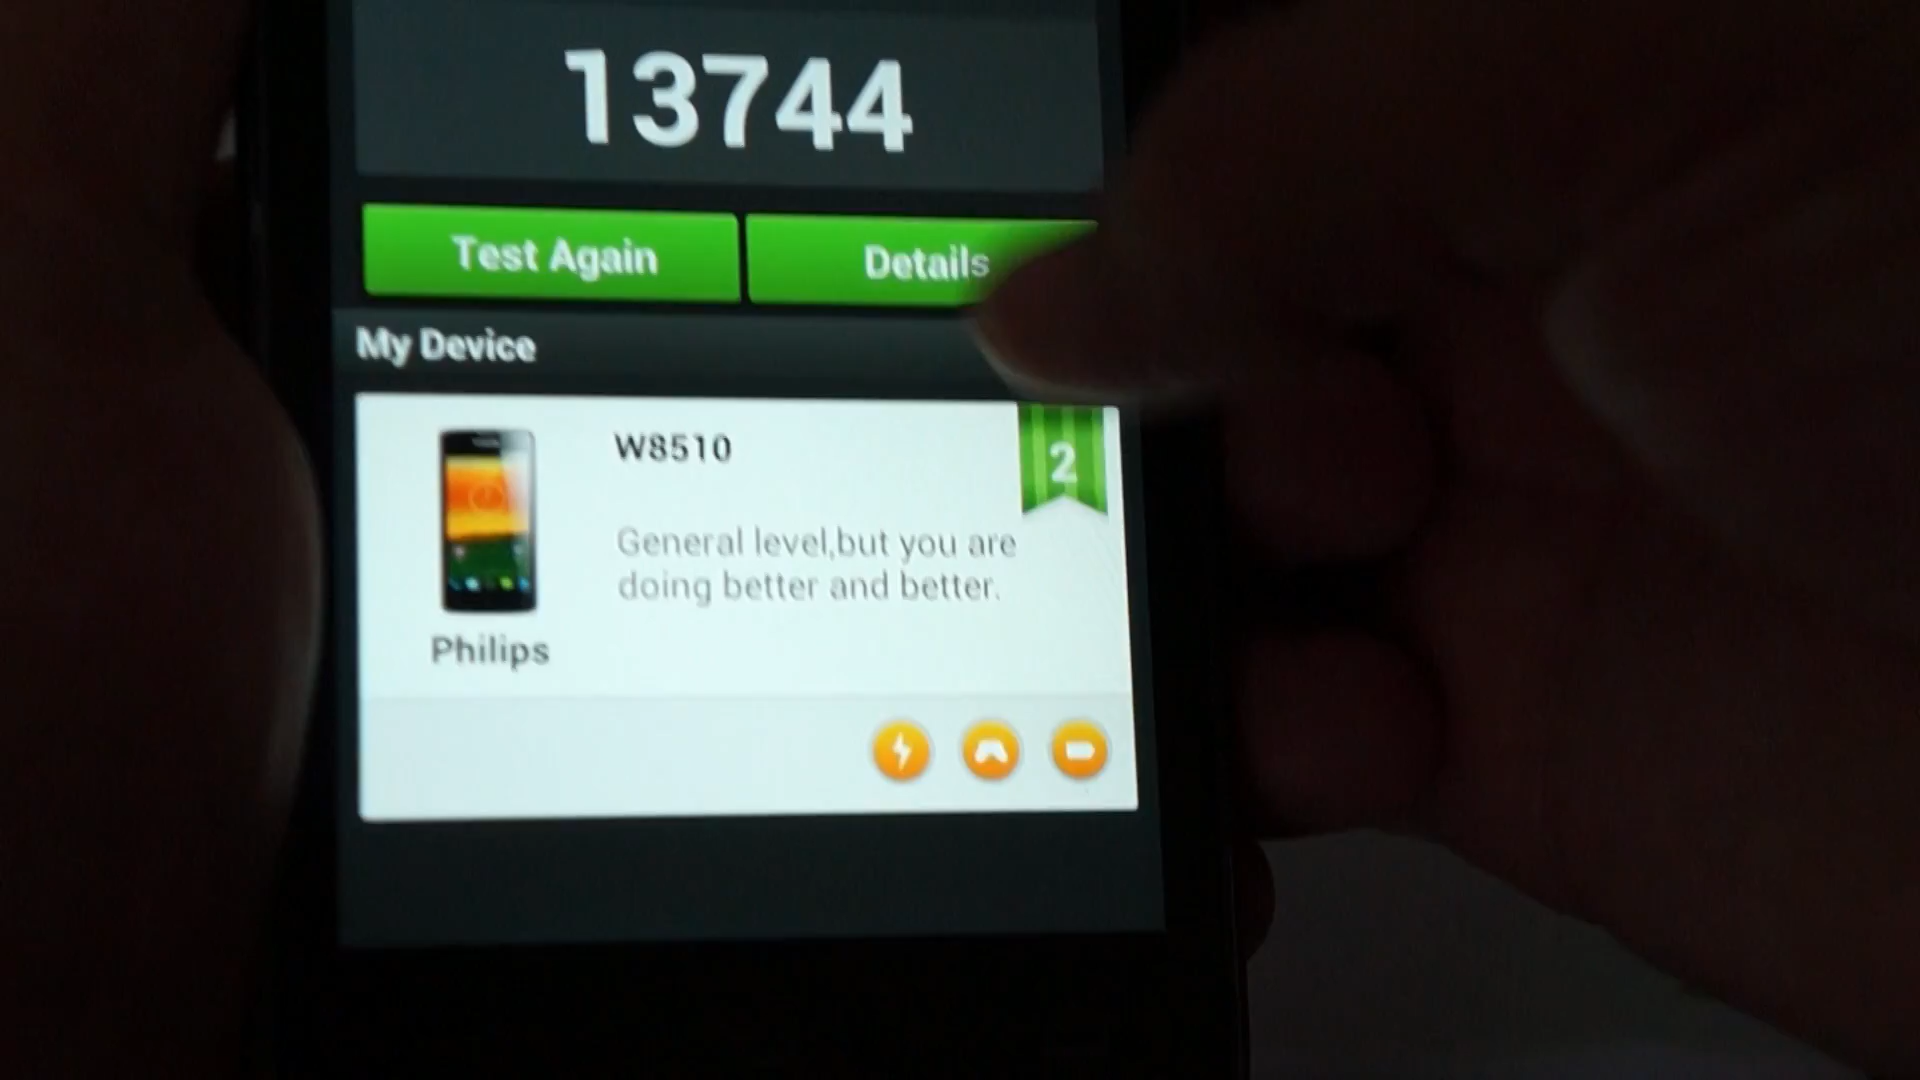 13744
Test Again
Details
My Device
W8510
2
General level,but you are
doing better and better.
Philips